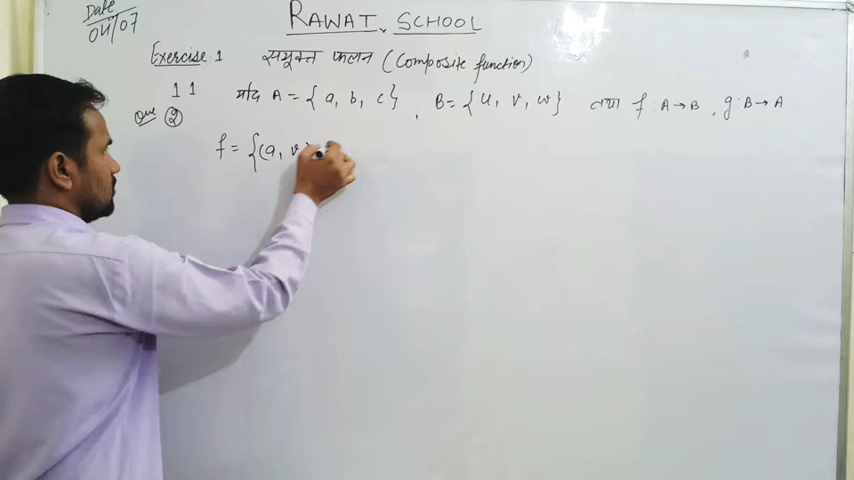 Date
04/07
RAWAT SCHOOL
Exercise 1 संयुक्त फलन (Composite function)
1 1
Que ② यदि A = { a, b, c } , B = { u, v, w } तथा f : A → B , g : B → A
f = {(a, v)